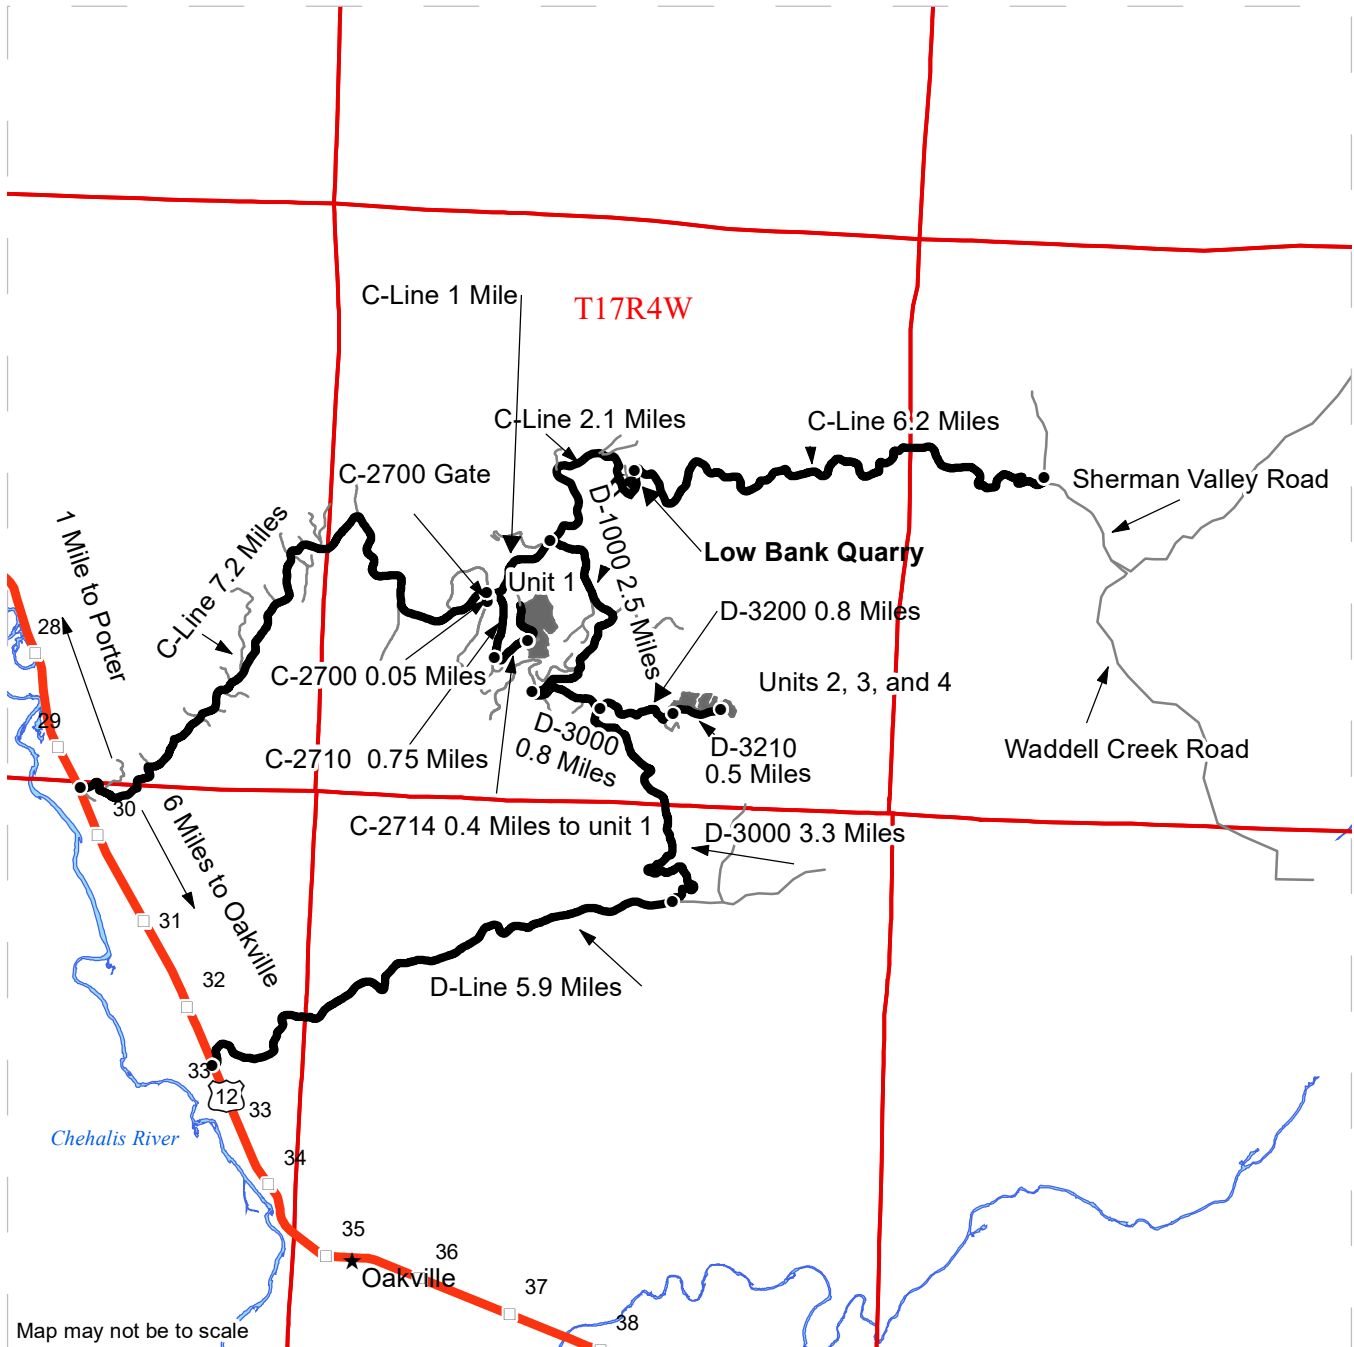 C-Line 1 Mile
T17R4W
C-Line 2.1 Miles
C-Line 6.2 Miles
C-2700 Gate
Sherman Valley Road
1 Mile to Porter
C-Line 7.2 Miles
D-1000 2.5 Miles
Low Bank Quarry
Unit 1
D-3200 0.8 Miles
28
C-2700 0.05 Miles
Units 2, 3, and 4
29
D-3000
0.8 Miles
D-3210
0.5 Miles
Waddell Creek Road
C-2710 0.75 Miles
30
6 Miles to Oakville
C-2714 0.4 Miles to unit 1
D-3000 3.3 Miles
31
32
D-Line 5.9 Miles
33
12
33
Chehalis River
34
35
36
Oakville
37
38
Map may not be to scale